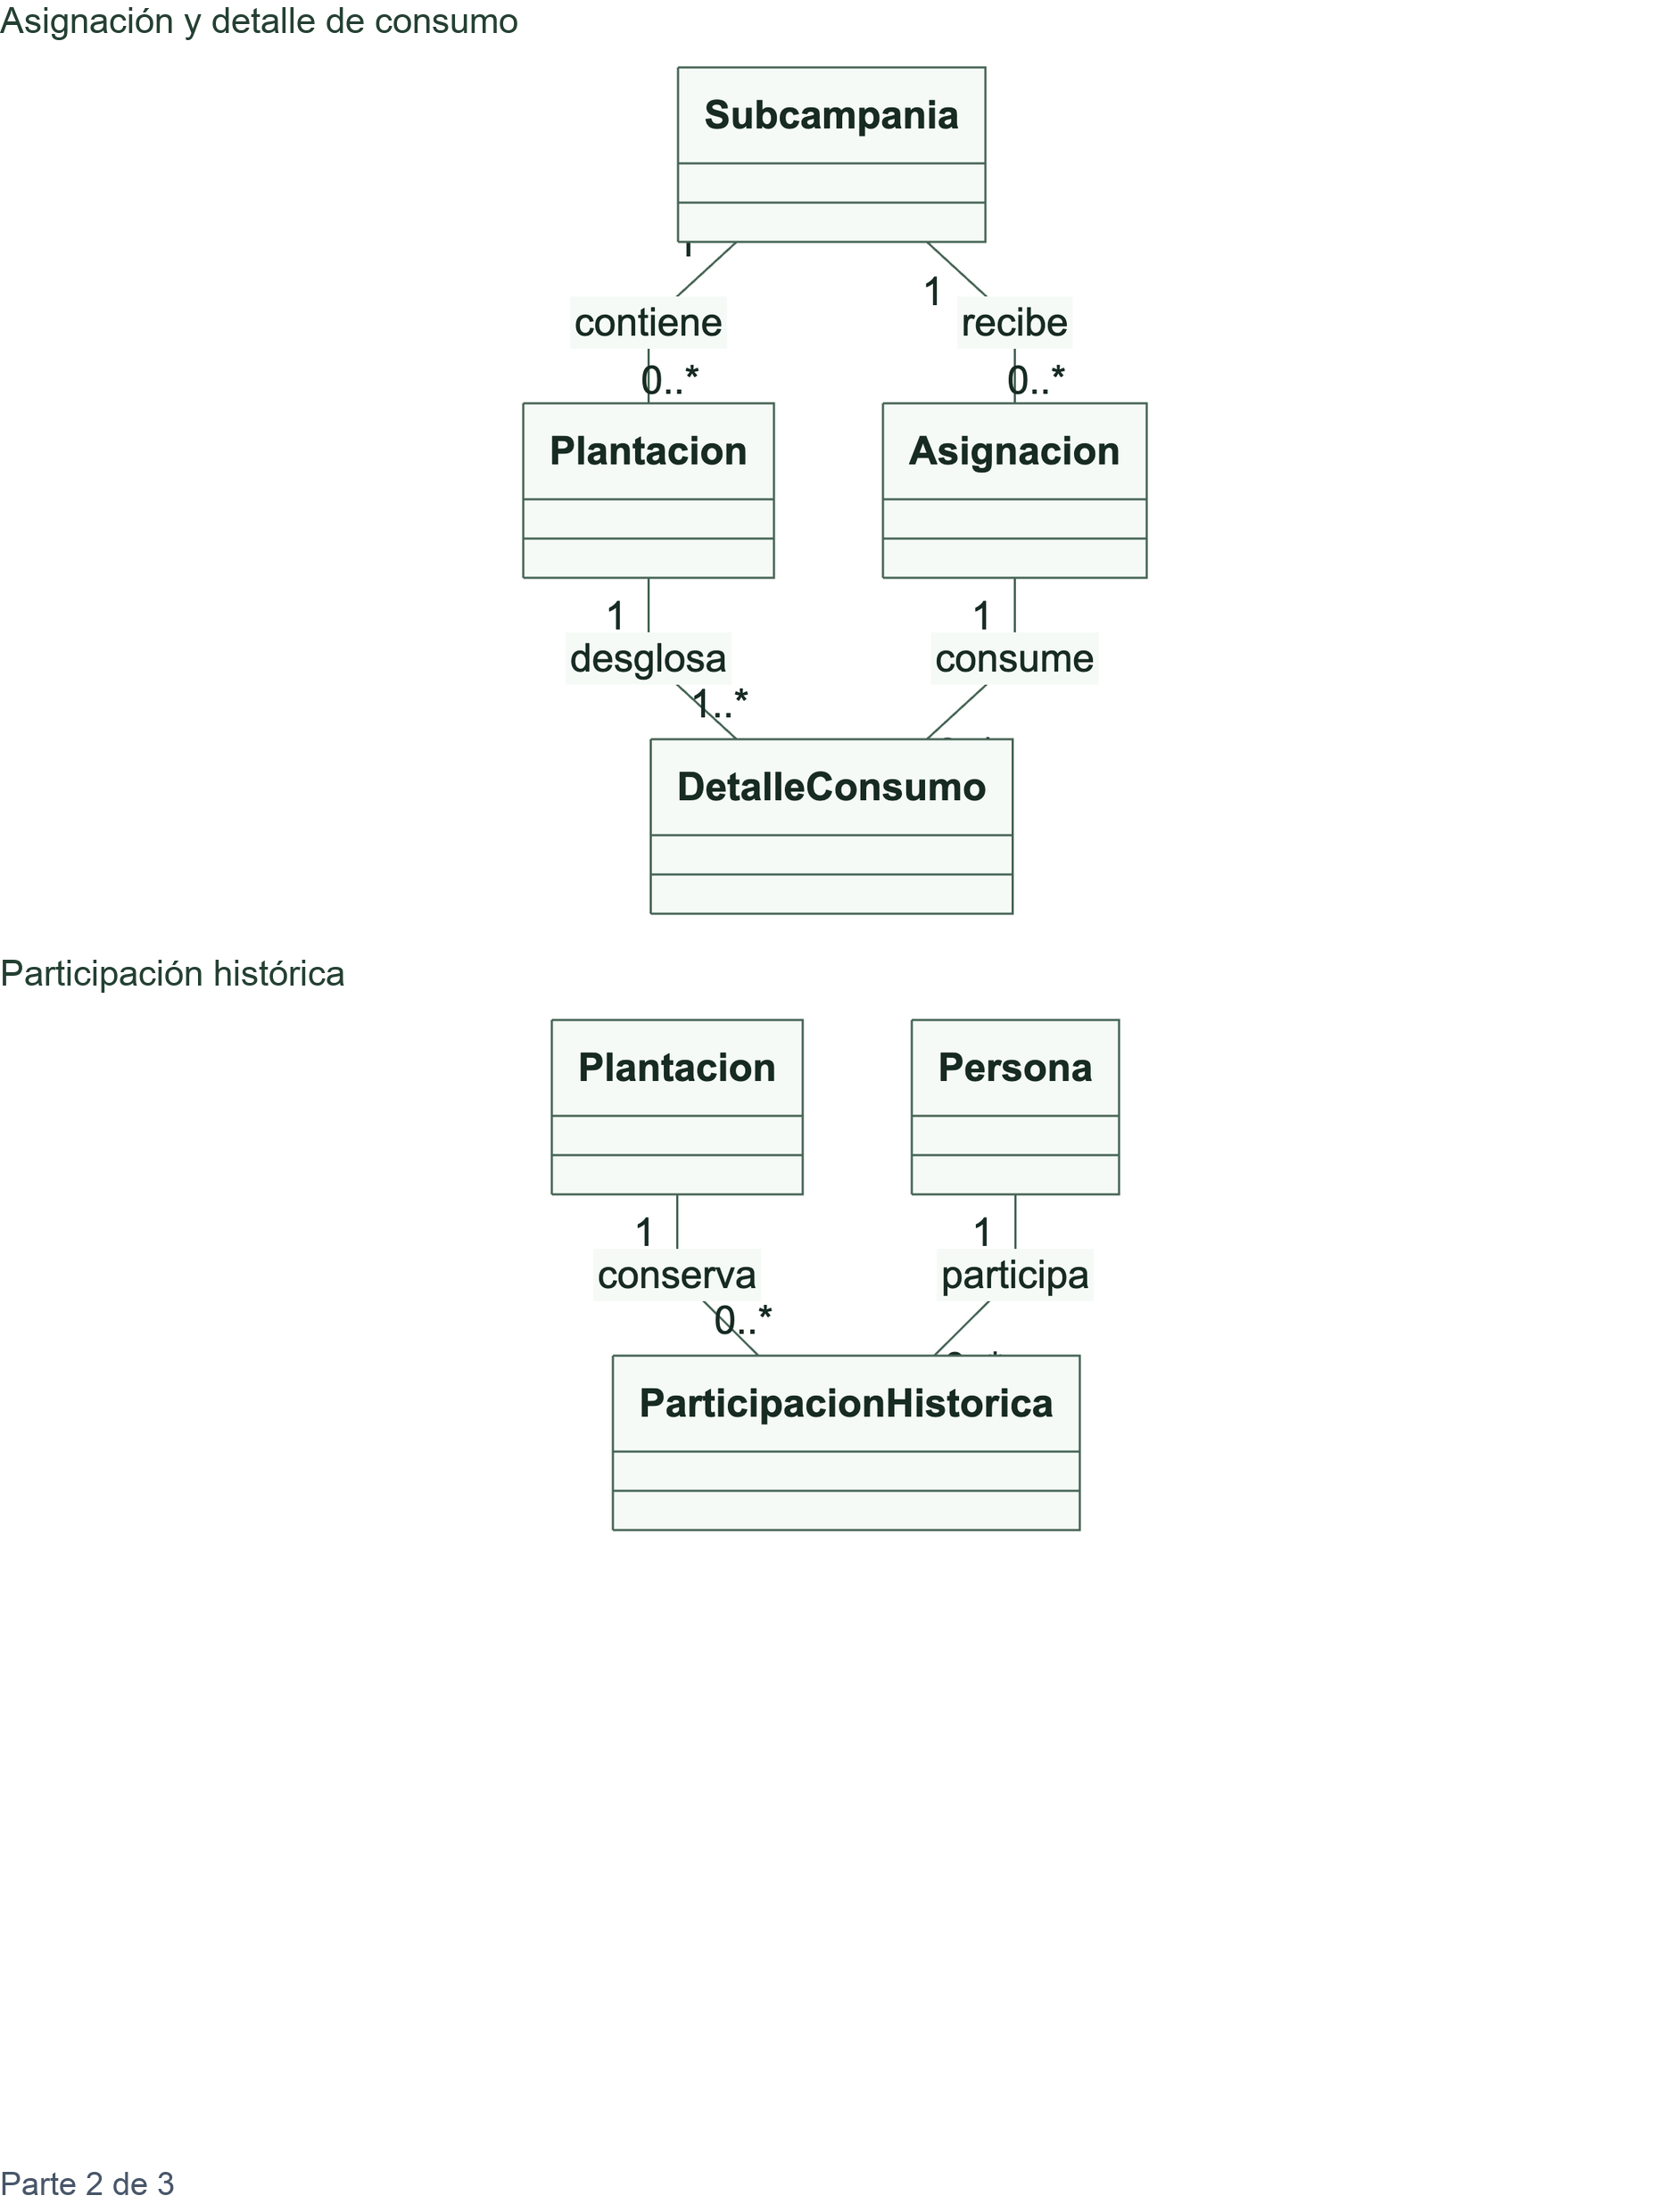 Asignación y detalle de consumo
Subcampania
1
contiene
recibe
0..*
0..*
Plantacion
Asignacion
1
1
desglosa
consume
1..*
DetalleConsumo
Participación histórica
Plantacion
Persona
1
1
conserva
participa
0..*
ParticipacionHistorica
Parte 2 de 3